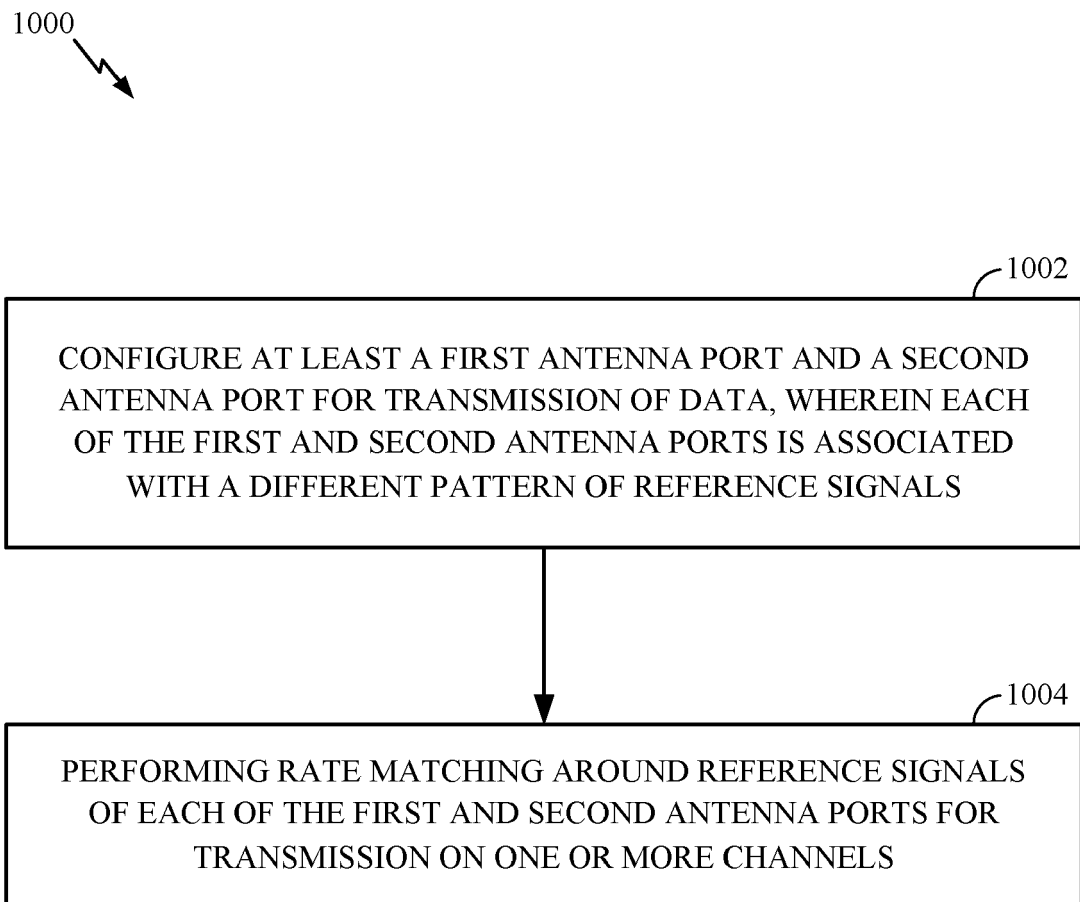 1000
1002
CONFIGURE AT LEAST A FIRST ANTENNA PORT AND A SECOND
ANTENNA PORT FOR TRANSMISSION OF DATA, WHEREIN EACH
OF THE FIRST AND SECOND ANTENNA PORTS IS ASSOCIATED
WITH A DIFFERENT PATTERN OF REFERENCE SIGNALS
1004
PERFORMING RATE MATCHING AROUND REFERENCE SIGNALS
OF EACH OF THE FIRST AND SECOND ANTENNA PORTS FOR
TRANSMISSION ON ONE OR MORE CHANNELS